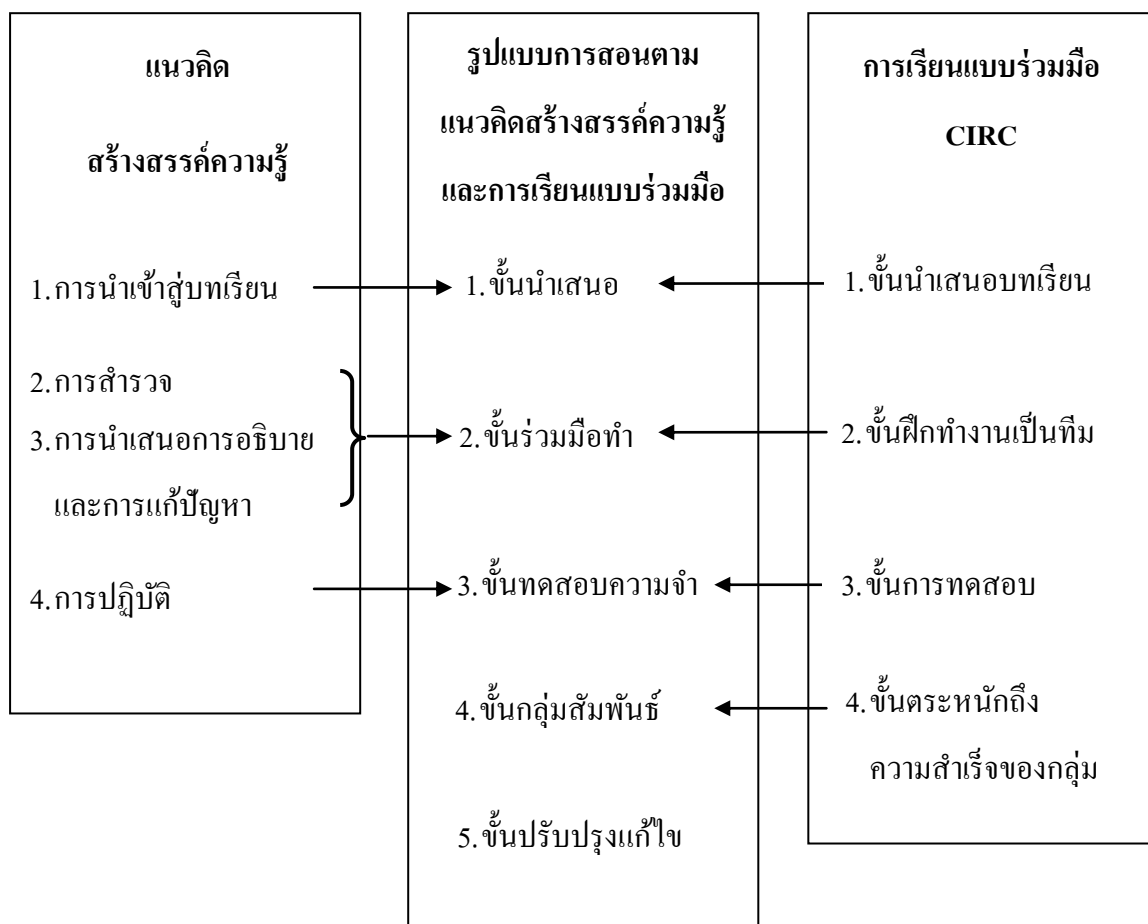 แนวคิด
สร้างสรรค์ความรู้
1.การนำเข้าสู่บทเรียน
2.การสำรวจ
3.การนำเสนอการอธิบาย
และการแก้ปัญหา
4.การปฏิบัติ
รูปแบบการสอนตาม
แนวคิดสร้างสรรค์ความรู้
และการเรียนแบบร่วมมือ
1.ขั้นนำเสนอ
2.ขั้นร่วมมือทำ
3.ขั้นทดสอบความจำ
4.ขั้นกลุ่มสัมพันธ์
5.ขั้นปรับปรุงแก้ไข
การเรียนแบบร่วมมือ
CIRC
1.ขั้นนำเสนอบทเรียน
2.ขั้นฝึกทำงานเป็นทีม
3.ขั้นการทดสอบ
4.ขั้นตระหนักถึง
ความสำเร็จของกลุ่ม